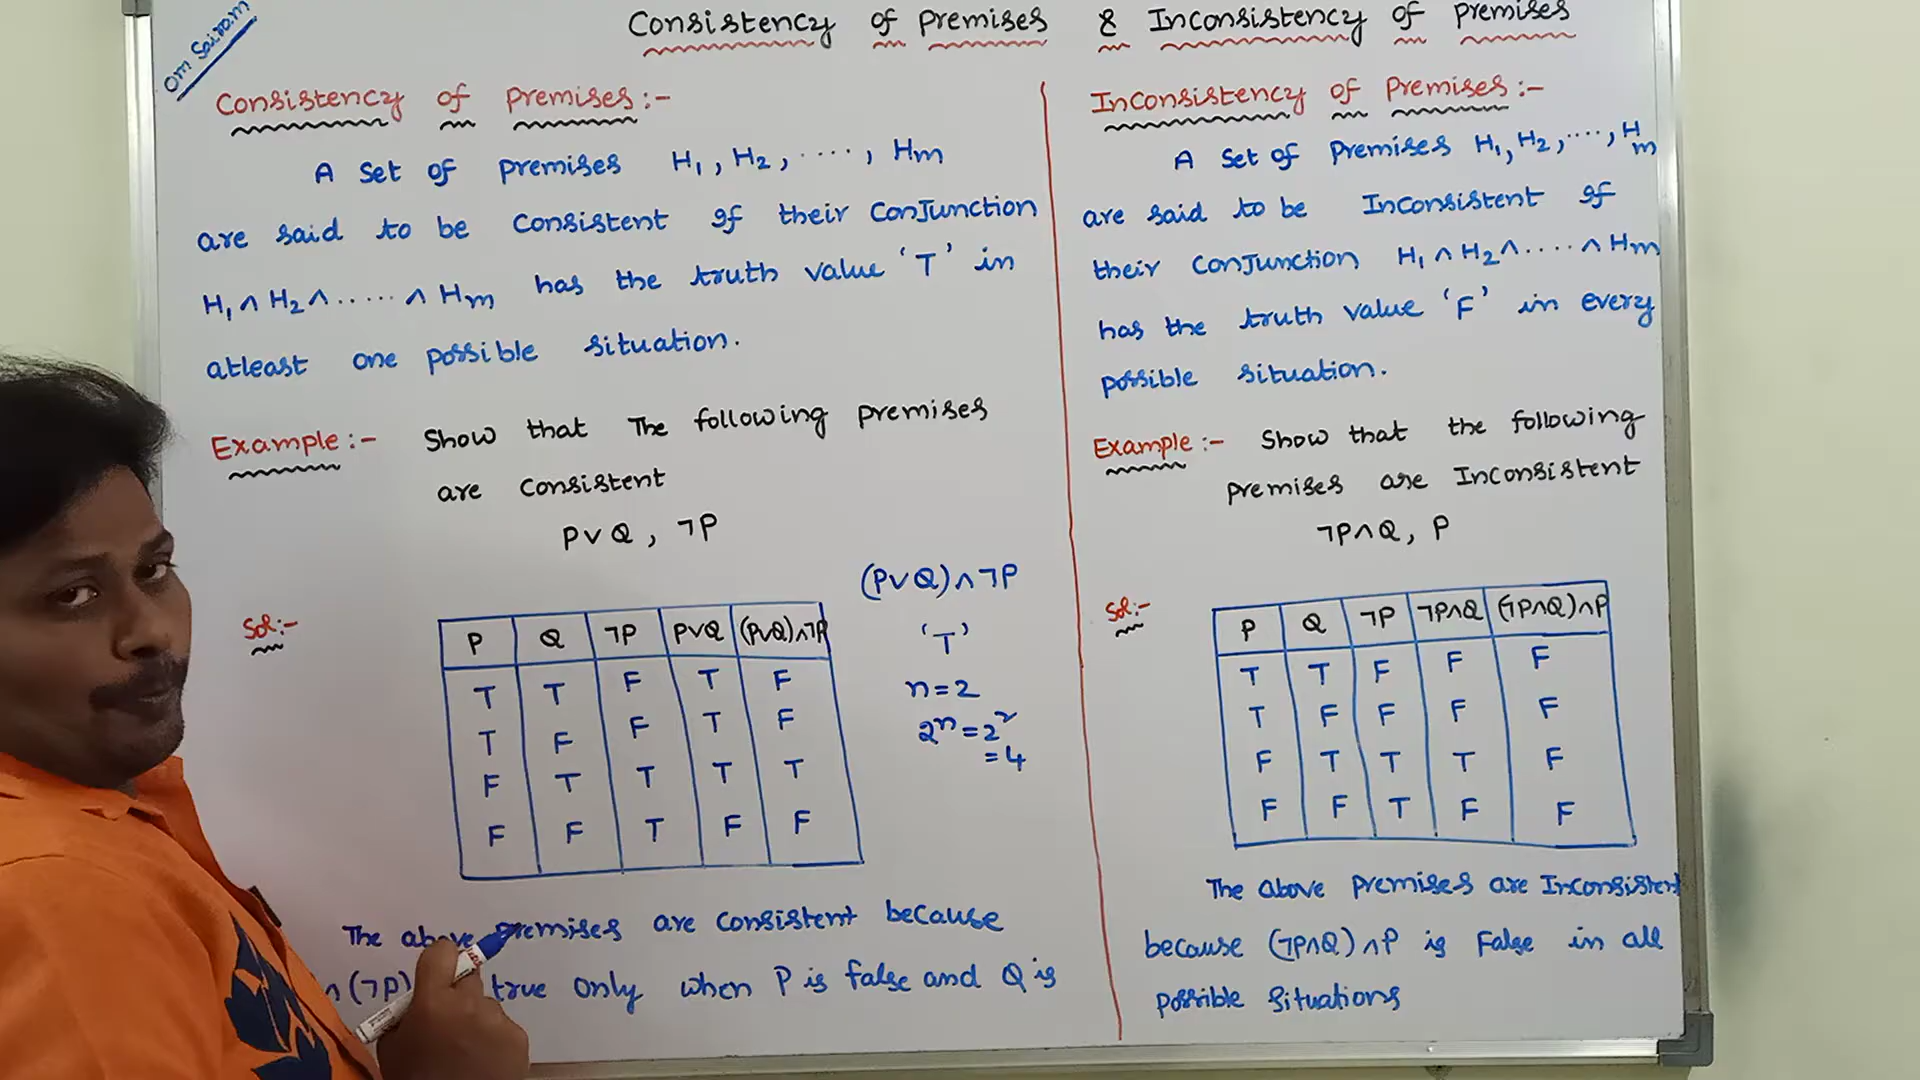 Om Sairam
Consistency of premises & Inconsistency of premises
Consistency of premises :-
A set of premises H₁, H₂, ....., Hm
are said to be consistent if their conjunction
H₁ ∧ H₂ ∧ ..... ∧ Hm has the truth value 'T' in
atleast one possible situation.
Example :- Show that The following premises
are consistent
P∨Q, ¬P
(P∨Q)∧¬P
'T'
n=2
2ⁿ=2²
=4
Sol:-
P Q ¬P P∨Q (P∨Q)∧¬P
T T F T F
T F F T F
F T T T T
F F T F F
The above premises are consistent because
∧(¬P) true only when P is false and Q is
Inconsistency of premises :-
A set of premises H₁, H₂, ...., Hm
are said to be Inconsistent if
their conjunction H₁ ∧ H₂ ∧ ..... ∧ Hm
has the truth value 'F' in every
possible situation.
Example :- Show that the following
premises are Inconsistent
¬P∧Q, P
Sol:-
P Q ¬P ¬P∧Q (¬P∧Q)∧P
T T F F F
T F F F F
F T T T F
F F T F F
The above premises are Inconsistent
because (¬P∧Q)∧P is False in all
possible situations